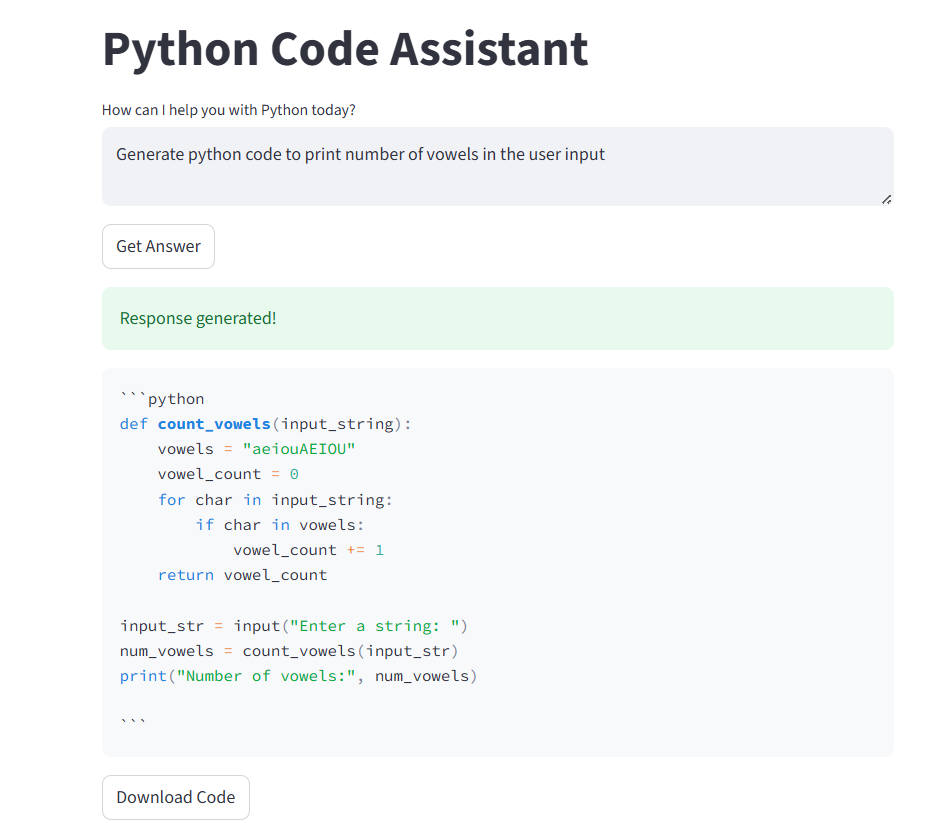 Python Code Assistant
How can I help you with Python today?
Generate python code to print number of vowels in the user input
Get Answer
Response generated!
```python
def count_vowels(input_string):
    vowels = "aeiouAEIOU"
    vowel_count = 0
    for char in input_string:
        if char in vowels:
            vowel_count += 1
    return vowel_count

input_str = input("Enter a string: ")
num_vowels = count_vowels(input_str)
print("Number of vowels:", num_vowels)

```
Download Code